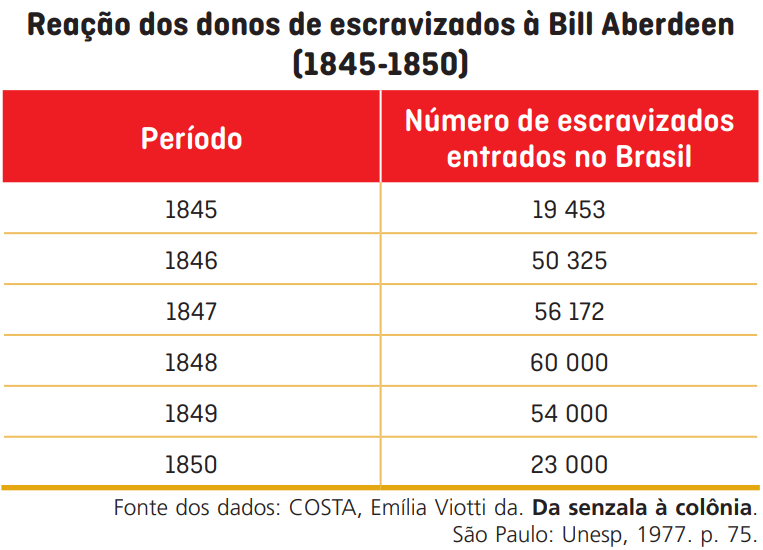 Reação dos donos de escravizados à Bill Aberdeen
(1845-1850)
Período
Número de escravizados
entrados no Brasil
1845 19 453
1846 50 325
1847 56 172
1848 60 000
1849 54 000
1850 23 000
Fonte dos dados: COSTA, Emília Viotti da. Da senzala à colônia.
São Paulo: Unesp, 1977. p. 75.